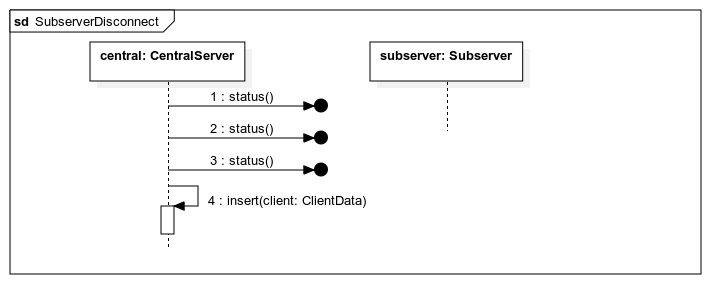 sd SubserverDisconnect
central: CentralServer
subserver: Subserver
1 : status()
2 : status()
3 : status()
4 : insert(client: ClientData)